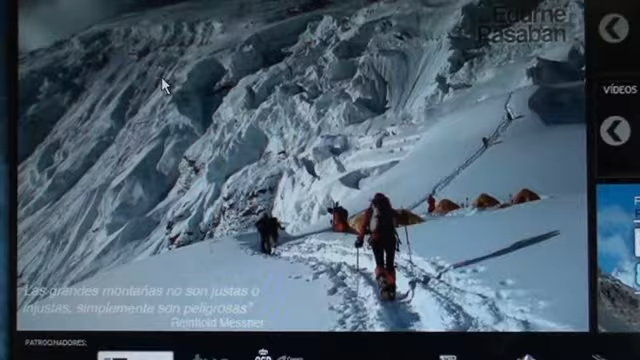 Edurne
Pasaban
VÍDEOS
"Las grandes montañas no son justas o
injustas, simplemente son peligrosas"
Reinhold Messner
PATROCINADORES: